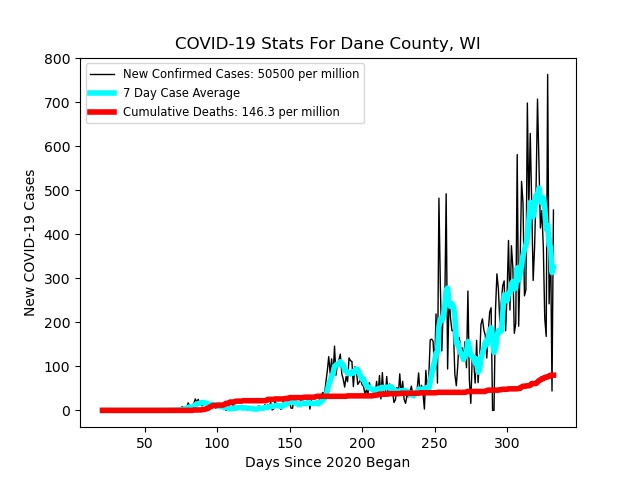 COVID-19 Stats For Dane County, WI
New Confirmed Cases: 50500 per million
7 Day Case Average
Cumulative Deaths: 146.3 per million
New COVID-19 Cases
800
700
600
500
400
300
200
100
0
50 100 150 200 250 300
Days Since 2020 Began